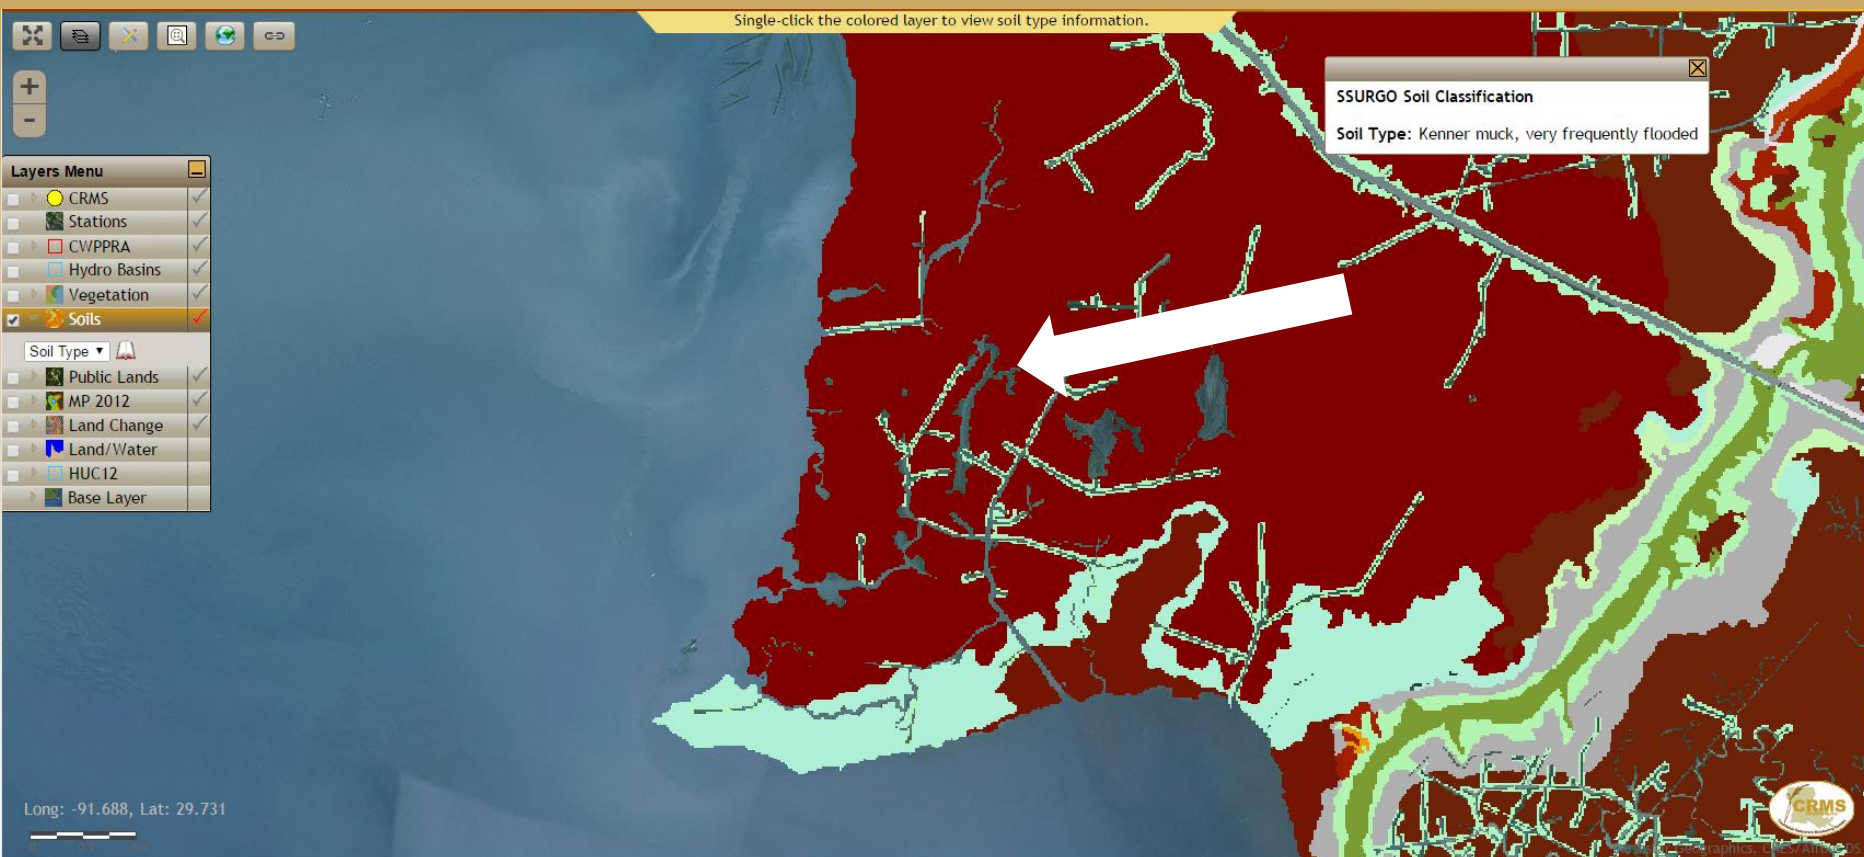 Single-click the colored layer to view soil type information.
SSURGO Soil Classification
Soil Type: Kenner muck, very frequently flooded
+
-
Layers Menu
CRMS
Stations
CWPPRA
Hydro Basins
Vegetation
Soils
Soil Type
Public Lands
MP 2012
Land Change
Land/Water
HUC12
Base Layer
Long: -91.688, Lat: 29.731
CRMS